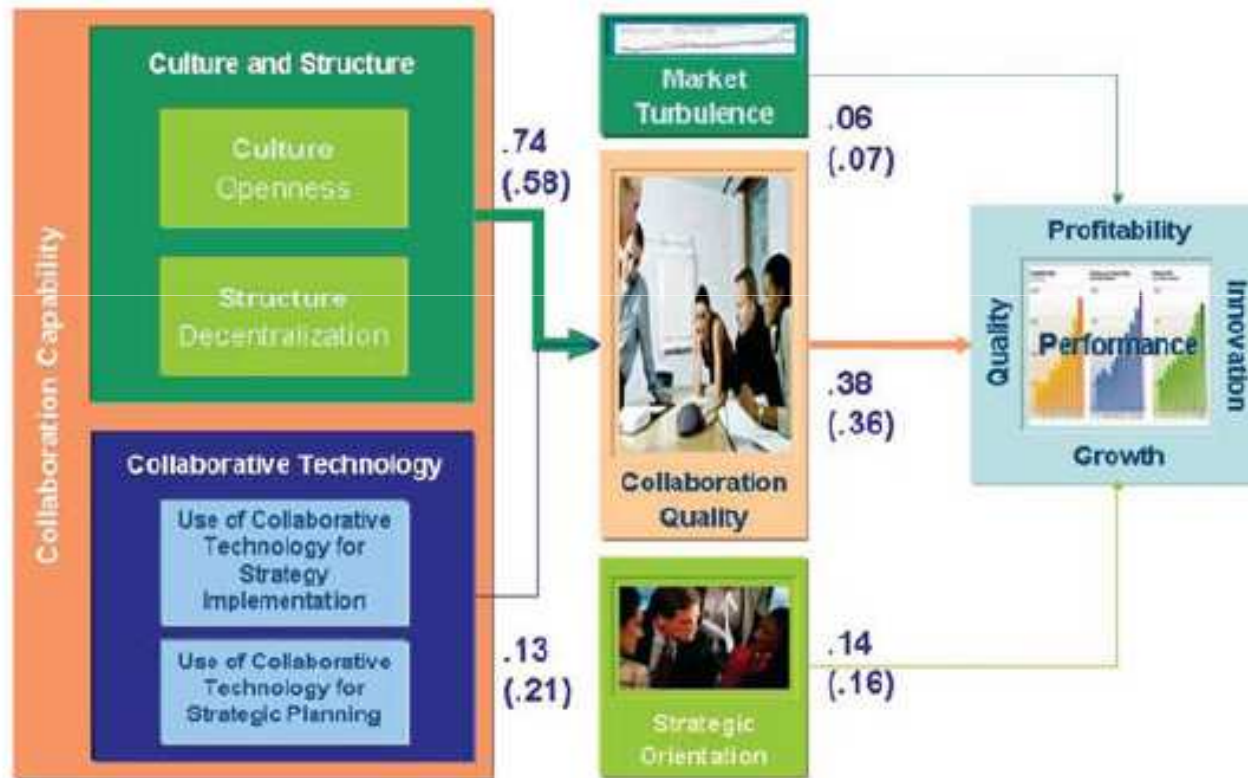 Collaboration Capability
Culture and Structure
Culture
Openness
Structure
Decentralization
.74
(.58)
Collaborative Technology
Use of Collaborative
Technology for
Strategy
Implementation
Use of Collaborative
Technology for
Strategic Planning
.13
(.21)
Market
Turbulence
.06
(.07)
Collaboration
Quality
.38
(.36)
Strategic
Orientation
.14
(.16)
Profitability
Quality
Performance
Innovation
Growth